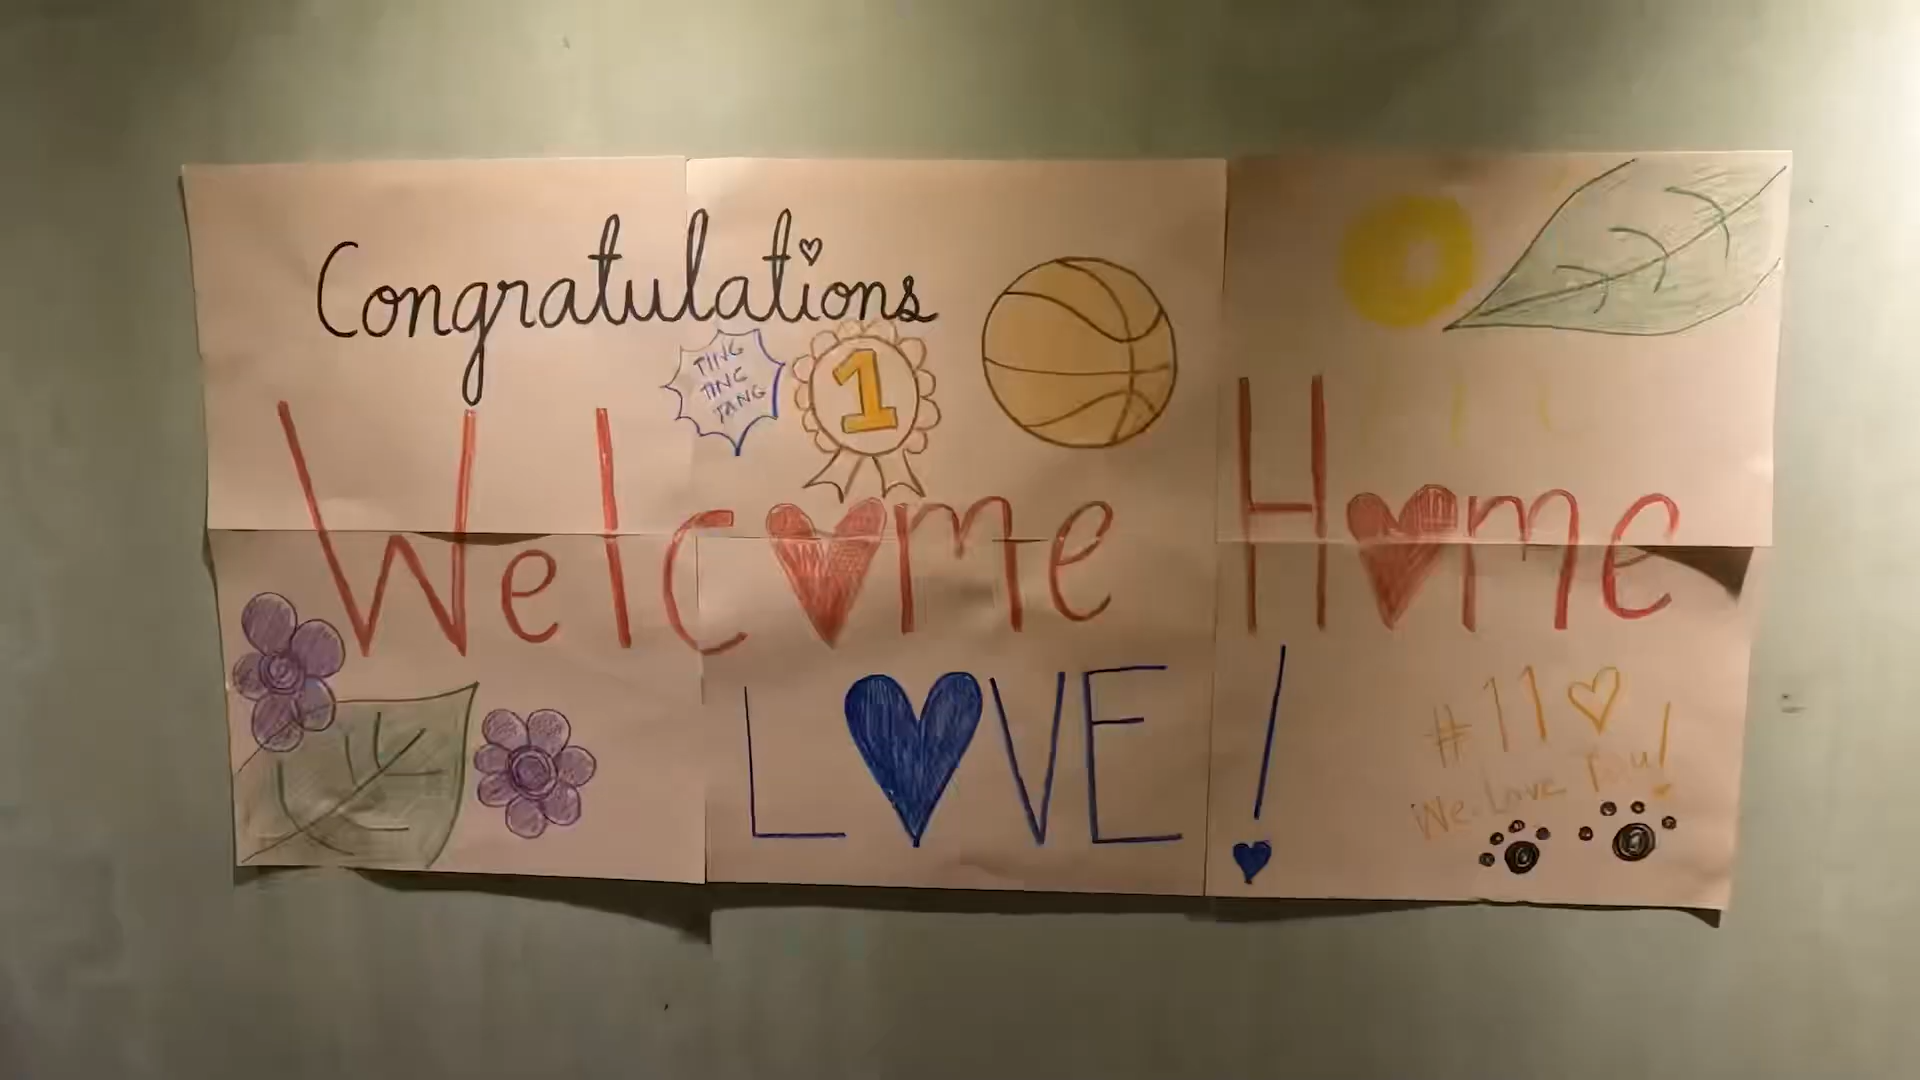 Congratulations
TING
TING
TANG
1
Welcome Home
LOVE!
#11
We Love You!